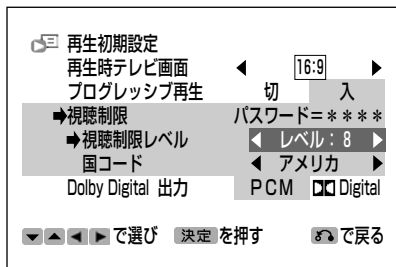 再生初期設定
再生時テレビ画面 ◀ 16:9 ▶
プログレッシブ再生 切 入
➡視聴制限 パスワード=****
➡視聴制限レベル ◀ レベル：8 ▶
国コード ◀ アメリカ ▶
Dolby Digital 出力 PCM Digital
▼▲◀▶で選び 決定を押す で戻る